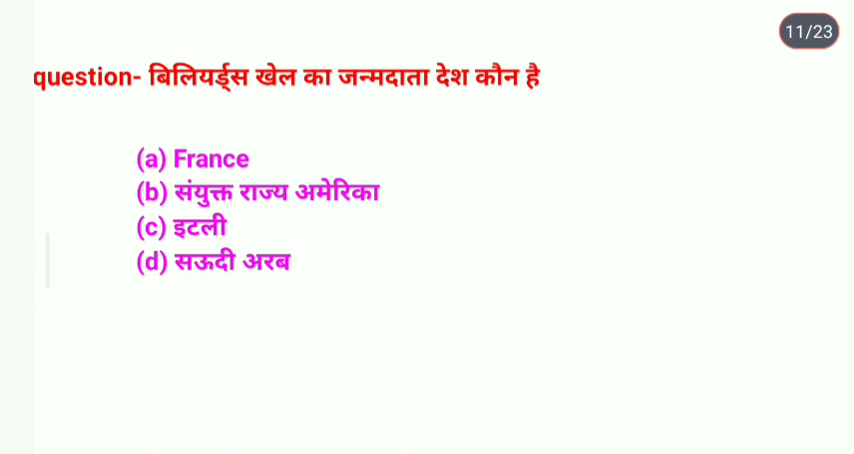 11/23
question- बिलियर्ड्स खेल का जन्मदाता देश कौन है
(a) France
(b) संयुक्त राज्य अमेरिका
(c) इटली
(d) सऊदी अरब